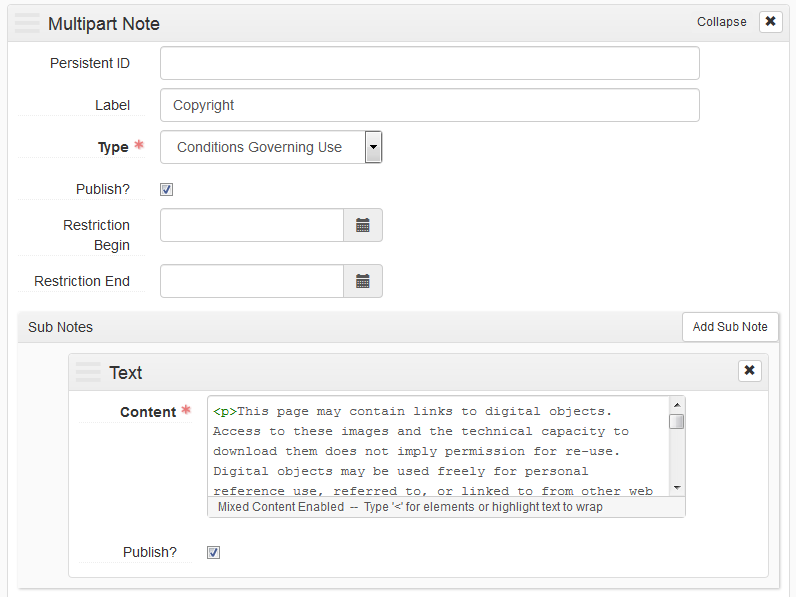 Multipart Note
Collapse
Persistent ID
Label
Copyright
Type *
Conditions Governing Use
Publish?
Restriction
Begin
Restriction End
Sub Notes
Add Sub Note
Text
Content *
<p>This page may contain links to digital objects.
Access to these images and the technical capacity to
download them does not imply permission for re-use.
Digital objects may be used freely for personal
reference use, referred to, or linked to from other web
Mixed Content Enabled -- Type '<' for elements or highlight text to wrap
Publish?